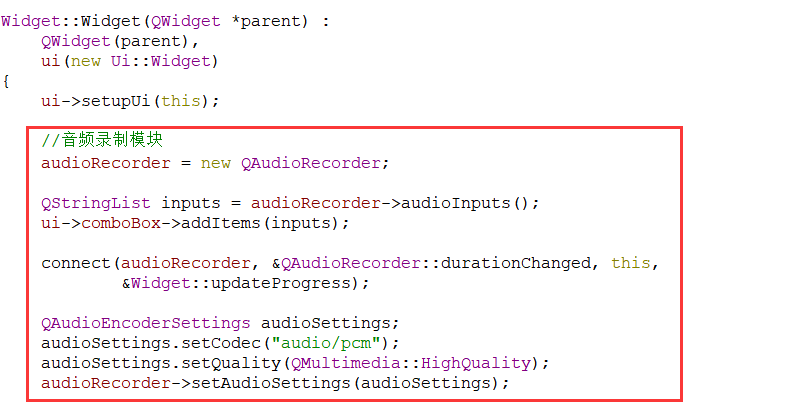 Widget::Widget(QWidget *parent) :
    QWidget(parent),
    ui(new Ui::Widget)
{
    ui->setupUi(this);

    //音频录制模块
    audioRecorder = new QAudioRecorder;

    QStringList inputs = audioRecorder->audioInputs();
    ui->comboBox->addItems(inputs);

    connect(audioRecorder, &QAudioRecorder::durationChanged, this,
            &Widget::updateProgress);

    QAudioEncoderSettings audioSettings;
    audioSettings.setCodec("audio/pcm");
    audioSettings.setQuality(QMultimedia::HighQuality);
    audioRecorder->setAudioSettings(audioSettings);